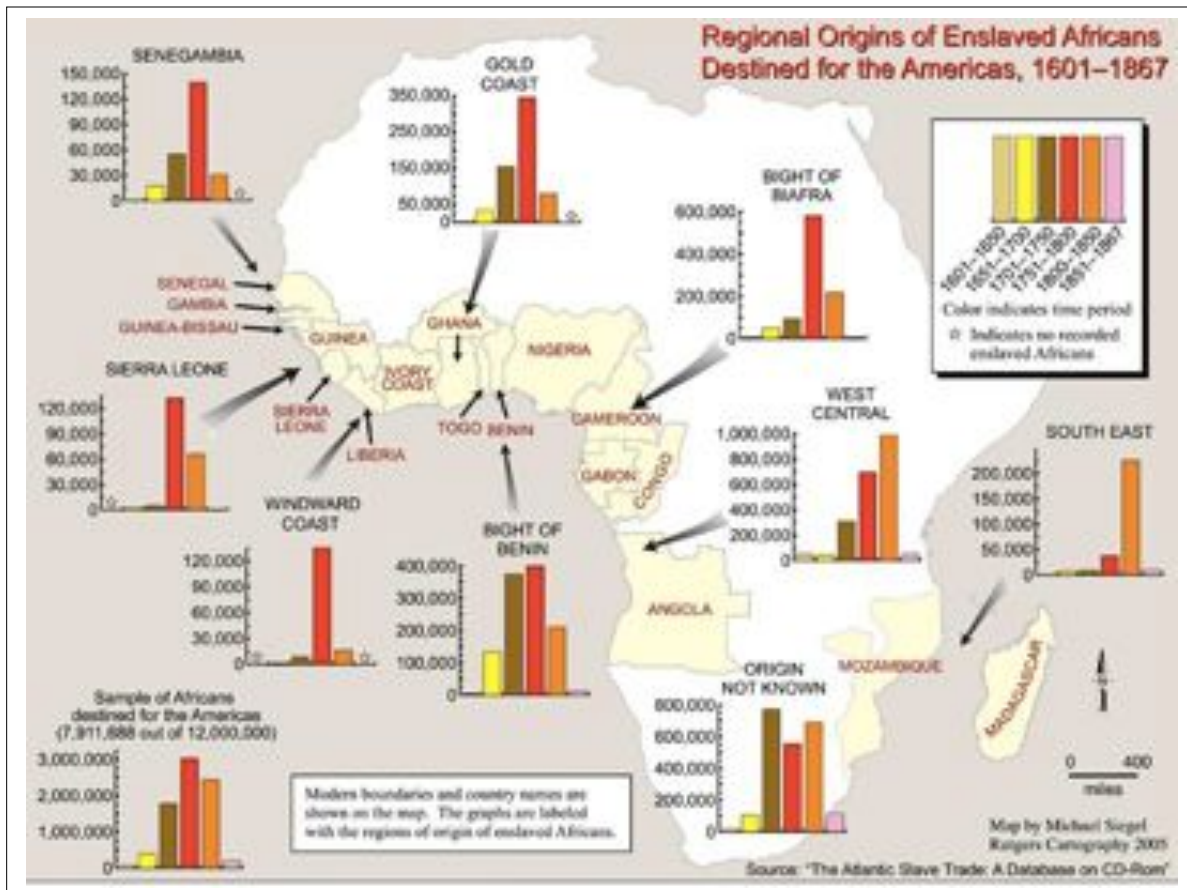 Regional Origins of Enslaved Africans
Destined for the Americas, 1601–1867
SENEGAMBIA
150,000
120,000
90,000
60,000
30,000
0
GOLD
COAST
350,000
150,000
50,000
0
BIGHT OF
BIAFRA
600,000
400,000
200,000
0
1601–1650
1651–1700
1701–1750
1751–1800
1800–1850
1851–1867
Color indicates time period
☆ Indicates no recorded
enslaved Africans
SENEGAL
GAMBIA
GUINEA-BISSAU
GUINEA
SIERRA
LEONE
LIBERIA
IVORY
COAST
GHANA
TOGO
BENIN
NIGERIA
CAMEROON
GABON
CONGO
ANGOLA
MOZAMBIQUE
MADAGASCAR
SIERRA LEONE
120,000
90,000
60,000
30,000
0
WINDWARD
COAST
120,000
90,000
60,000
30,000
0
BIGHT OF
BENIN
400,000
300,000
200,000
100,000
0
WEST
CENTRAL
1,000,000
800,000
600,000
400,000
200,000
0
SOUTH EAST
200,000
150,000
100,000
50,000
0
ORIGIN
NOT KNOWN
800,000
600,000
400,000
200,000
0
Sample of Africans
destined for the Americas
(7,911,888 out of 12,000,000)
3,000,000
2,000,000
1,000,000
0
Modern boundaries and country names are
shown on the map. The graphs are labeled
with the regions of origin of enslaved Africans.
0 400
miles
Map by Michael Siegel
Rutgers Cartography 2005
Source: "The Atlantic Slave Trade: A Database on CD-Rom"